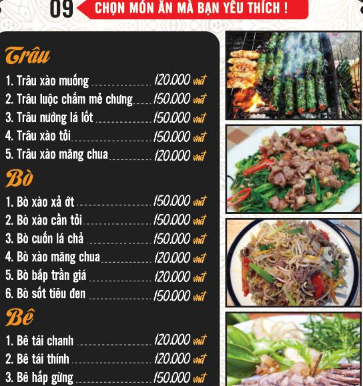 09 CHỌN MÓN ĂN MÀ BẠN YÊU THÍCH !
Trâu
1. Trâu xào muống 120.000 vnđ
2. Trâu luộc chấm mẻ chưng 150.000 vnđ
3. Trâu nướng lá lốt 150.000 vnđ
4. Trâu xào tỏi 150.000 vnđ
5. Trâu xào măng chua 120.000 vnđ
Bò
1. Bò xào xả ớt 150.000 vnđ
2. Bò xào cần tỏi 150.000 vnđ
3. Bò cuốn lá chả 150.000 vnđ
4. Bò xào măng chua 120.000 vnđ
5. Bò bắp trần giá 120.000 vnđ
6. Bò sốt tiêu đen 150.000 vnđ
Bê
1. Bê tái chanh 120.000 vnđ
2. Bê tái thính 120.000 vnđ
3. Bê hấp gừng 150.000 vnđ